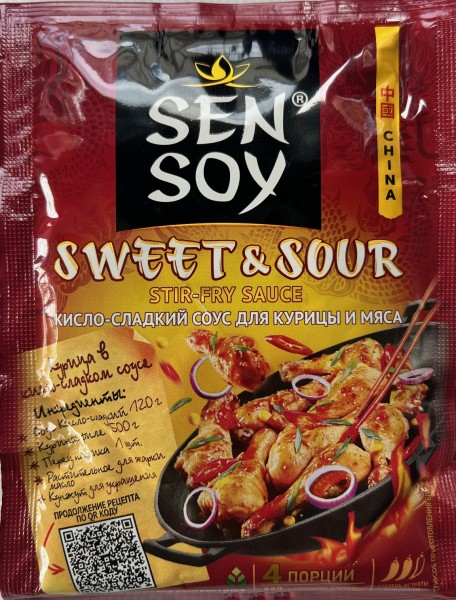 SEN®
SOY
中國 CHINA
SWEET & SOUR
STIR-FRY SAUCE
КИСЛО-СЛАДКИЙ СОУС ДЛЯ КУРИЦЫ И МЯСА
Курица в
кисло-сладком соусе
Ингредиенты:
Соус Кисло-сладкий 120 г
* Куриное филе 500 г
* Перец 1 шт.
* Растительное для жарки
масло
* Кунжут для украшения
ПРОДОЛЖЕНИЕ РЕЦЕПТА
ПО QR КОДУ
4 ПОРЦИИ